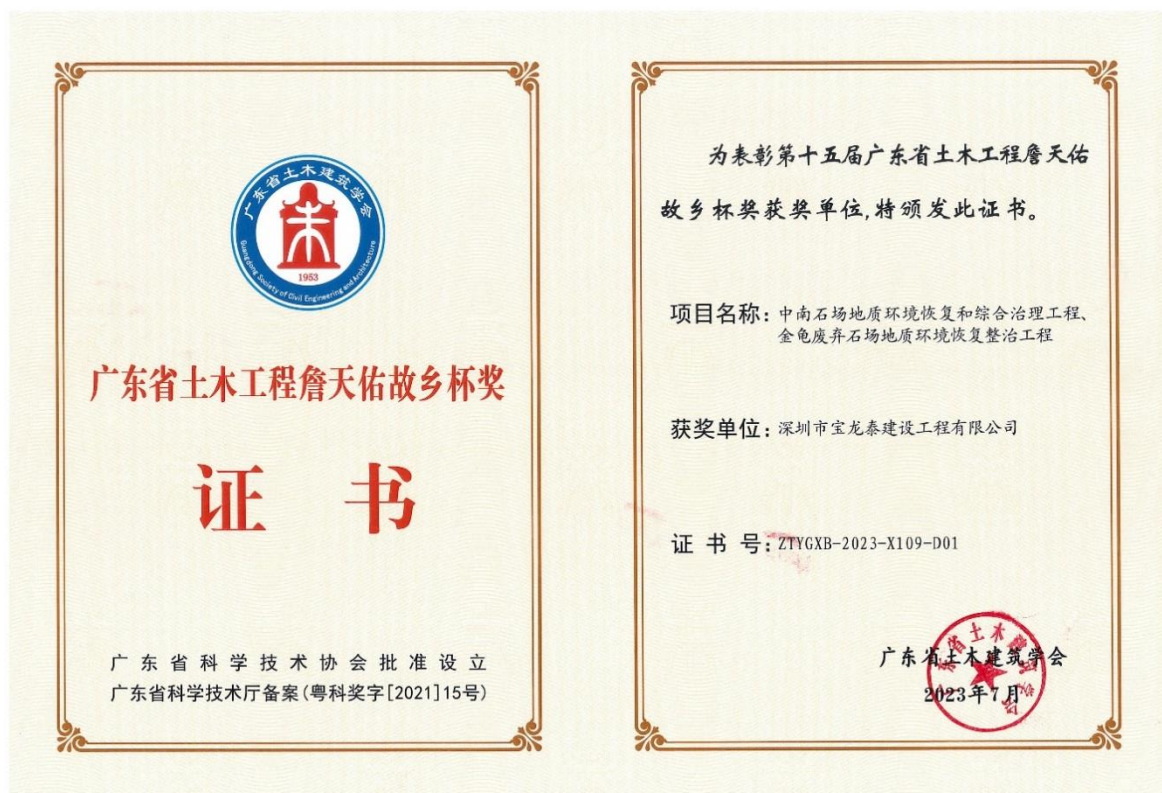 广东省土木建筑学会
1953
Guangdong Society of Civil Engineering and Architecture
广东省土木工程詹天佑故乡杯奖
证 书
广东省科学技术协会批准设立
广东省科学技术厅备案(粤科奖字[2021]15号)
为表彰第十五届广东省土木工程詹天佑
故乡杯奖获奖单位,特颁发此证书。
项目名称:中南石场地质环境恢复和综合治理工程、
金龟废弃石场地质环境恢复整治工程
获奖单位:深圳市宝龙泰建设工程有限公司
证 书 号:ZTYGXB-2023-X109-D01
广东省土木建筑学会
2023年7月
广东省土木建筑学会